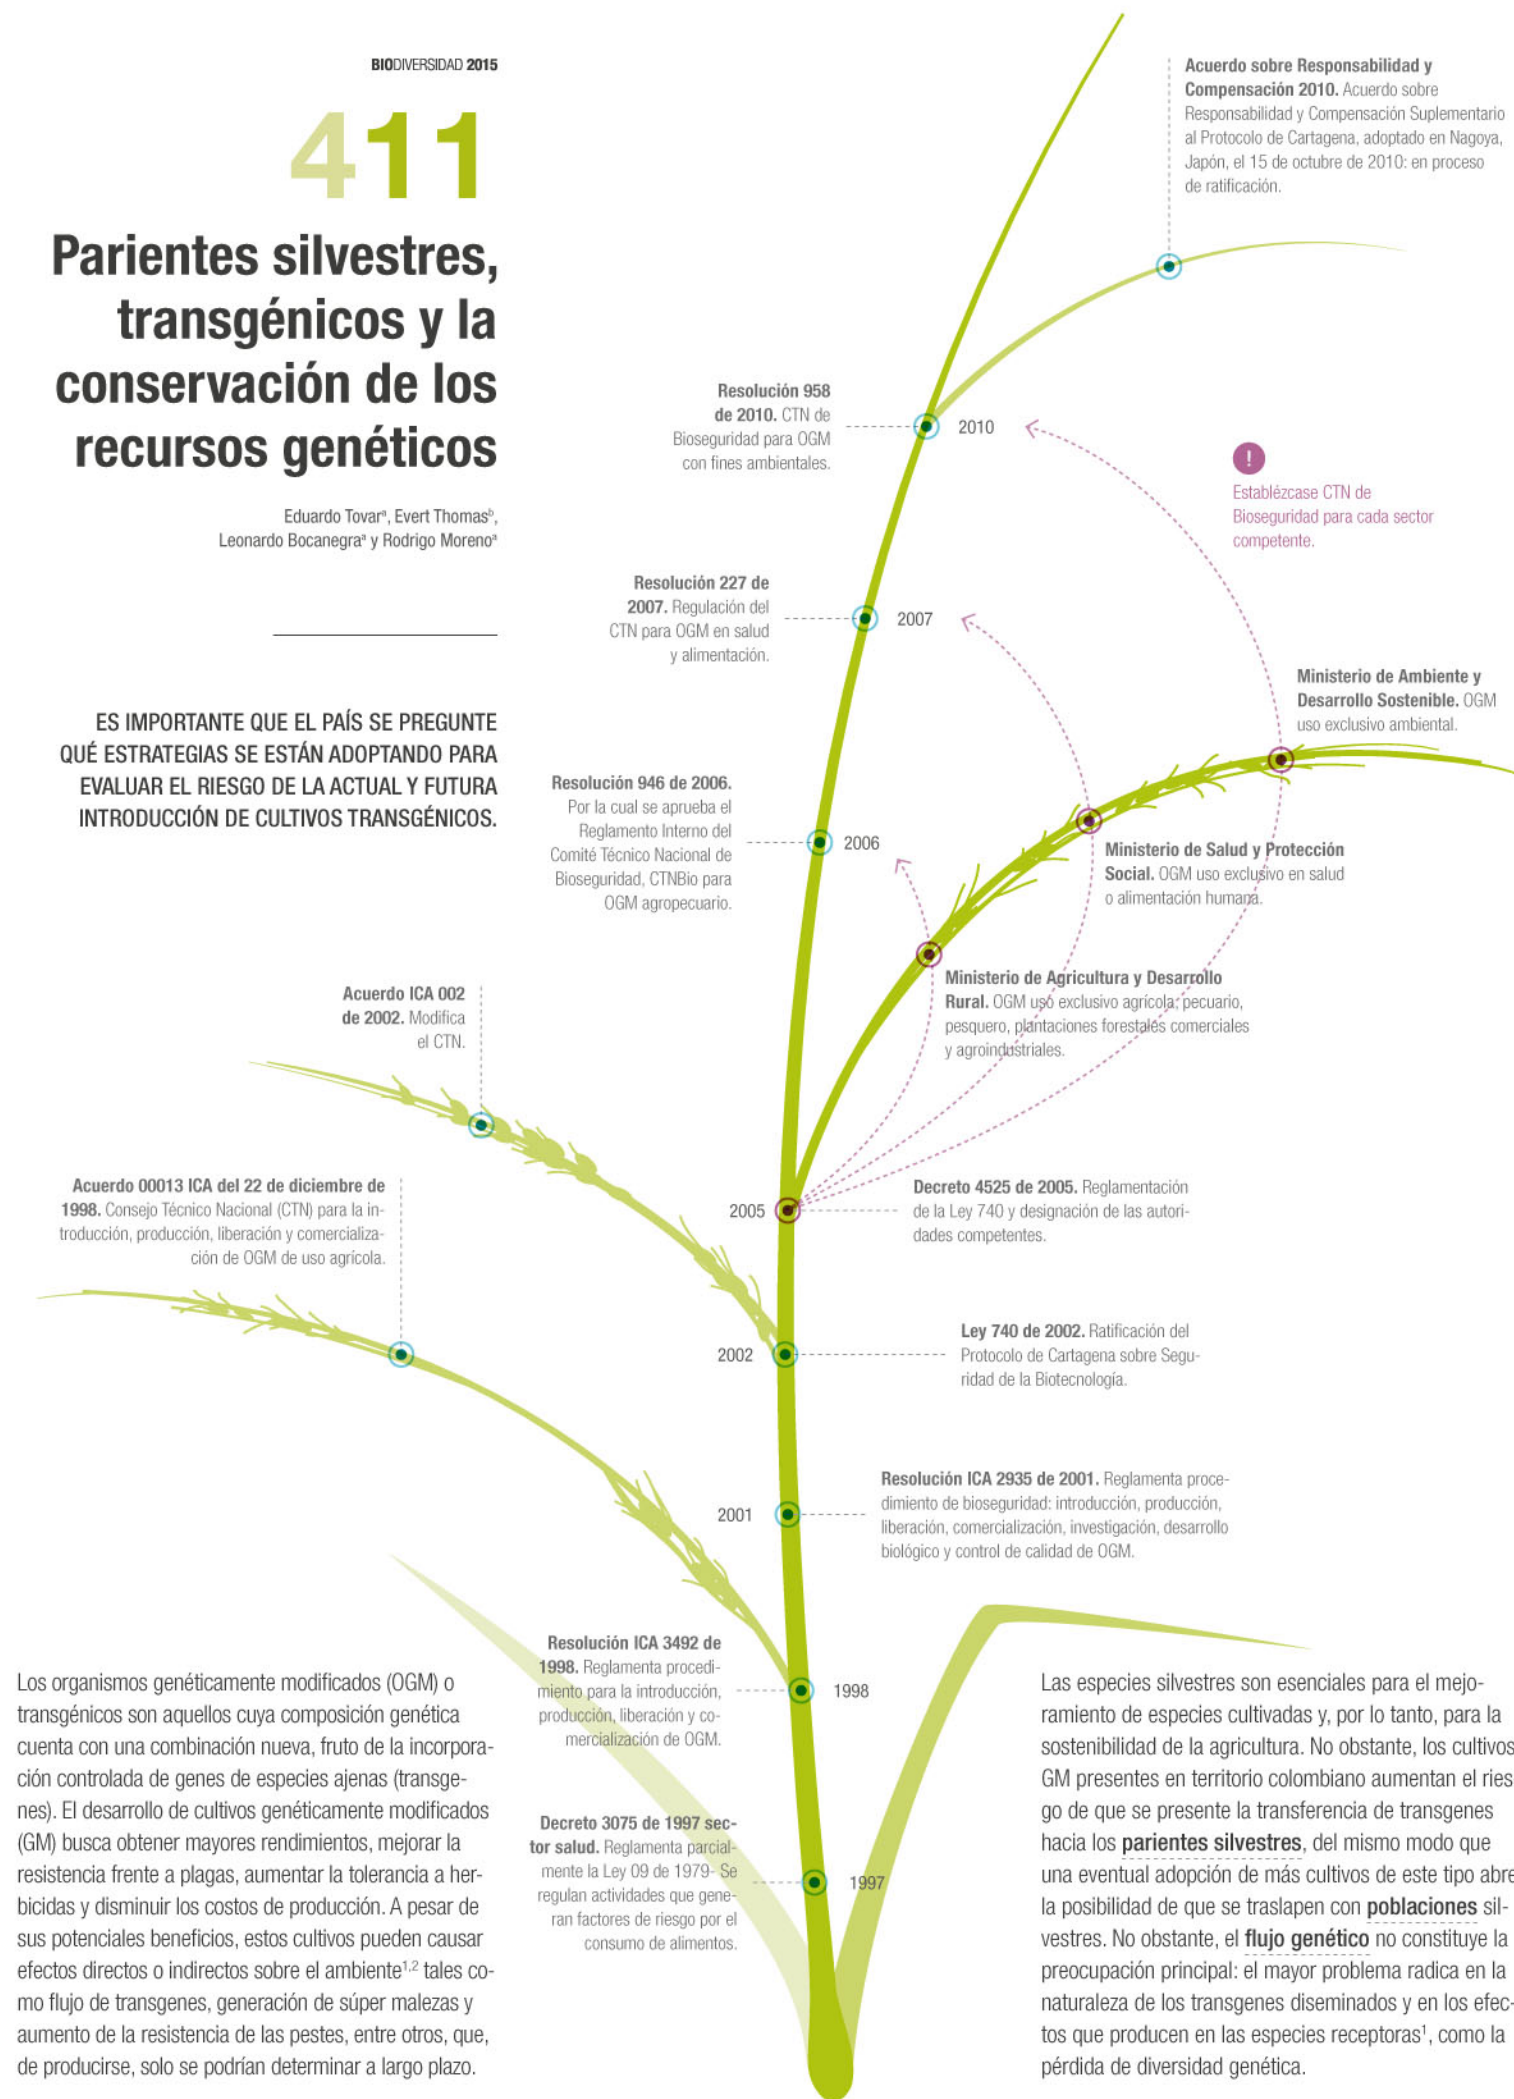 BIODIVERSIDAD 2015
411
Parientes silvestres,
transgénicos y la
conservación de los
recursos genéticos
Eduardo Tovarᵃ, Evert Thomasᵇ,
Leonardo Bocanegraᵃ y Rodrigo Morenoᵃ
ES IMPORTANTE QUE EL PAÍS SE PREGUNTE
QUÉ ESTRATEGIAS SE ESTÁN ADOPTANDO PARA
EVALUAR EL RIESGO DE LA ACTUAL Y FUTURA
INTRODUCCIÓN DE CULTIVOS TRANSGÉNICOS.
Acuerdo sobre Responsabilidad y
Compensación 2010. Acuerdo sobre
Responsabilidad y Compensación Suplementario
al Protocolo de Cartagena, adoptado en Nagoya,
Japón, el 15 de octubre de 2010: en proceso
de ratificación.
Resolución 958
de 2010. CTN de
Bioseguridad para OGM
con fines ambientales.
2010
!
Establézcase CTN de
Bioseguridad para cada sector
competente.
Resolución 227 de
2007. Regulación del
CTN para OGM en salud
y alimentación.
2007
Ministerio de Ambiente y
Desarrollo Sostenible. OGM
uso exclusivo ambiental.
Resolución 946 de 2006.
Por la cual se aprueba el
Reglamento Interno del
Comité Técnico Nacional de
Bioseguridad, CTNBio para
OGM agropecuario.
2006
Ministerio de Salud y Protección
Social. OGM uso exclusivo en salud
o alimentación humana.
Ministerio de Agricultura y Desarrollo
Rural. OGM uso exclusivo agrícola, pecuario,
pesquero, plantaciones forestales comerciales
y agroindustriales.
Acuerdo ICA 002
de 2002. Modifica
el CTN.
Acuerdo 00013 ICA del 22 de diciembre de
1998. Consejo Técnico Nacional (CTN) para la in-
troducción, producción, liberación y comercializa-
ción de OGM de uso agrícola.
2005
Decreto 4525 de 2005. Reglamentación
de la Ley 740 y designación de las autori-
dades competentes.
2002
Ley 740 de 2002. Ratificación del
Protocolo de Cartagena sobre Segu-
ridad de la Biotecnología.
2001
Resolución ICA 2935 de 2001. Reglamenta proce-
dimiento de bioseguridad: introducción, producción,
liberación, comercialización, investigación, desarrollo
biológico y control de calidad de OGM.
Resolución ICA 3492 de
1998. Reglamenta procedi-
miento para la introducción,
producción, liberación y co-
mercialización de OGM.
1998
Decreto 3075 de 1997 sec-
tor salud. Reglamenta parcial-
mente la Ley 09 de 1979- Se
regulan actividades que gene-
ran factores de riesgo por el
consumo de alimentos.
1997
Los organismos genéticamente modificados (OGM) o
transgénicos son aquellos cuya composición genética
cuenta con una combinación nueva, fruto de la incorpora-
ción controlada de genes de especies ajenas (transge-
nes). El desarrollo de cultivos genéticamente modificados
(GM) busca obtener mayores rendimientos, mejorar la
resistencia frente a plagas, aumentar la tolerancia a her-
bicidas y disminuir los costos de producción. A pesar de
sus potenciales beneficios, estos cultivos pueden causar
efectos directos o indirectos sobre el ambiente¹,² tales co-
mo flujo de transgenes, generación de súper malezas y
aumento de la resistencia de las pestes, entre otros, que,
de producirse, solo se podrían determinar a largo plazo.
Las especies silvestres son esenciales para el mejo-
ramiento de especies cultivadas y, por lo tanto, para la
sostenibilidad de la agricultura. No obstante, los cultivos
GM presentes en territorio colombiano aumentan el ries
go de que se presente la transferencia de transgenes
hacia los parientes silvestres, del mismo modo que
una eventual adopción de más cultivos de este tipo abre
la posibilidad de que se traslapen con poblaciones sil-
vestres. No obstante, el flujo genético no constituye la
preocupación principal: el mayor problema radica en la
naturaleza de los transgenes diseminados y en los efec-
tos que producen en las especies receptoras¹, como la
pérdida de diversidad genética.